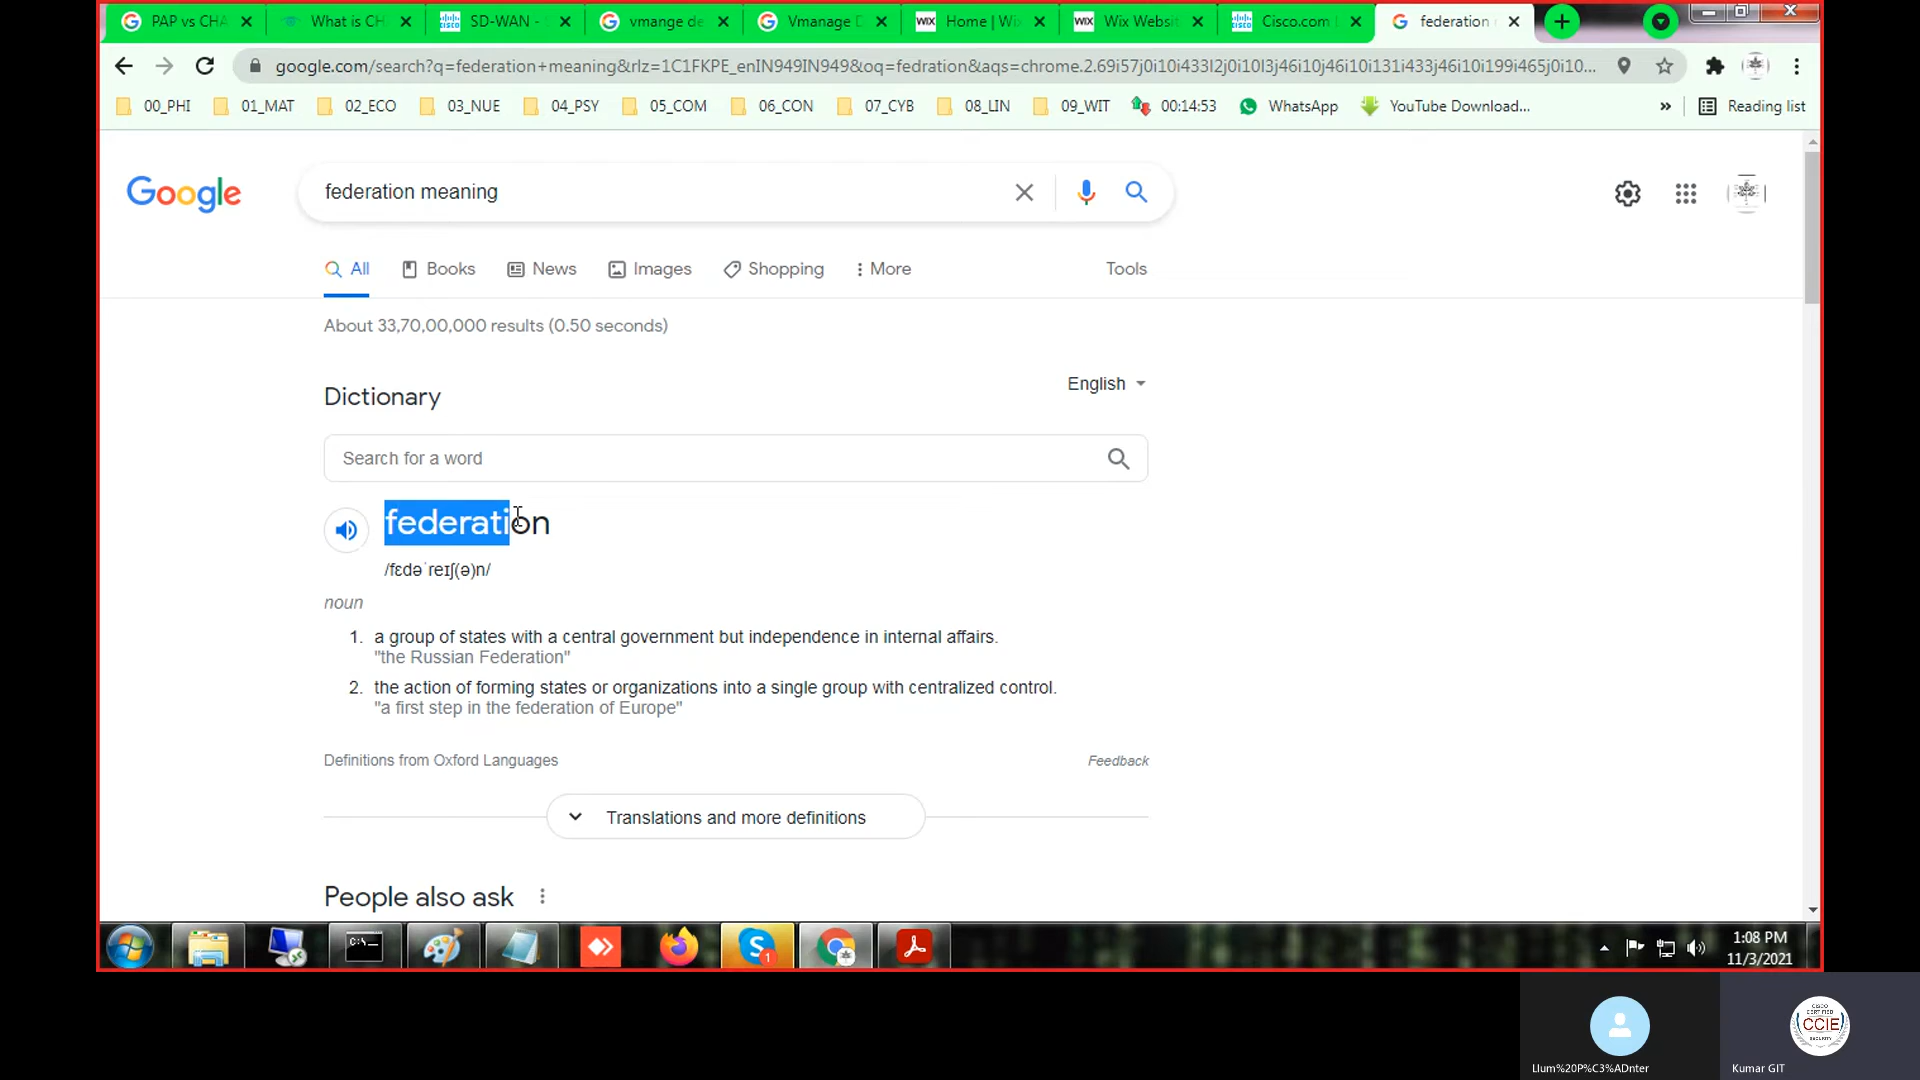 PAP vs CHA
What is CH
SD-WAN -
vmange de
Vmanage D
Home | Wix
Wix Websit
Cisco.com L
federation
google.com/search?q=federation+meaning&rlz=1C1FKPE_enIN949IN949&oq=fedration&aqs=chrome.2.69i57j0i10i433l2j0i10l3j46i10j46i10i131i433j46i10i199i465j0i10...
00_PHI
01_MAT
02_ECO
03_NUE
04_PSY
05_COM
06_CON
07_CYB
08_LIN
09_WIT
00:14:53
WhatsApp
YouTube Download...
»
Reading list
Google
federation meaning
All
Books
News
Images
Shopping
More
Tools
About 33,70,00,000 results (0.50 seconds)
Dictionary
English
Search for a word
federation
/fɛdəˈreɪʃ(ə)n/
noun
1. a group of states with a central government but independence in internal affairs.
"the Russian Federation"
2. the action of forming states or organizations into a single group with centralized control.
"a first step in the federation of Europe"
Definitions from Oxford Languages
Feedback
Translations and more definitions
People also ask
C:\_
1
1:08 PM
11/3/2021
CISCO
CERTIFIED
CCIE
SECURITY
Llum%20P%C3%ADnter
Kumar GIT